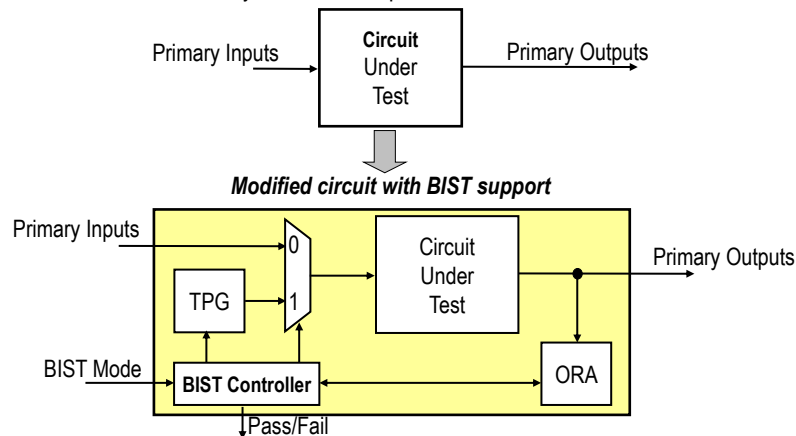 Primary Inputs
Circuit
Under
Test
Primary Outputs
Modified circuit with BIST support
Primary Inputs
0
1
TPG
Circuit
Under
Test
Primary Outputs
BIST Mode
BIST Controller
ORA
Pass/Fail